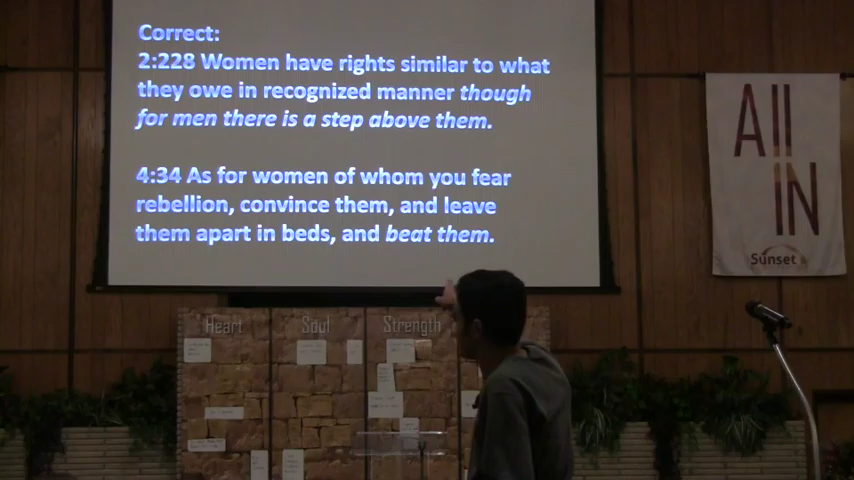 Correct:
2:228 Women have rights similar to what
they owe in recognized manner though
for men there is a step above them.
4:34 As for women of whom you fear
rebellion, convince them, and leave
them apart in beds, and beat them.
All
IN
Sunset
Heart
Soul
Strength